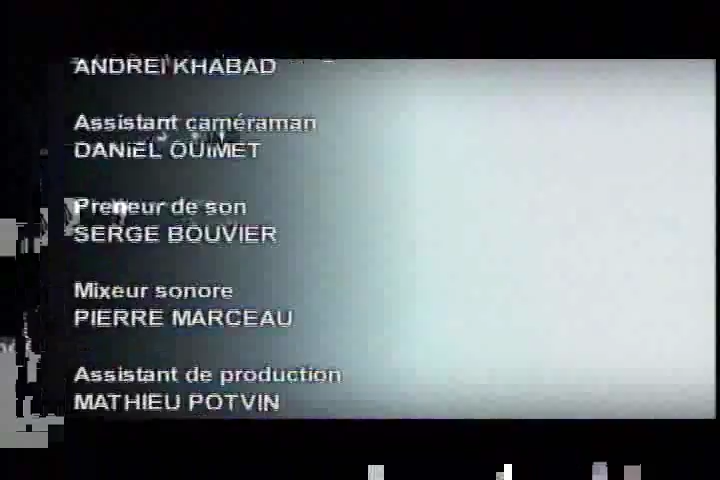 ANDREI KHABAD
Assistant caméraman
DANIEL OUIMET
Preneur de son
SERGE BOUVIER
Mixeur sonore
PIERRE MARCEAU
Assistant de production
MATHIEU POTVIN